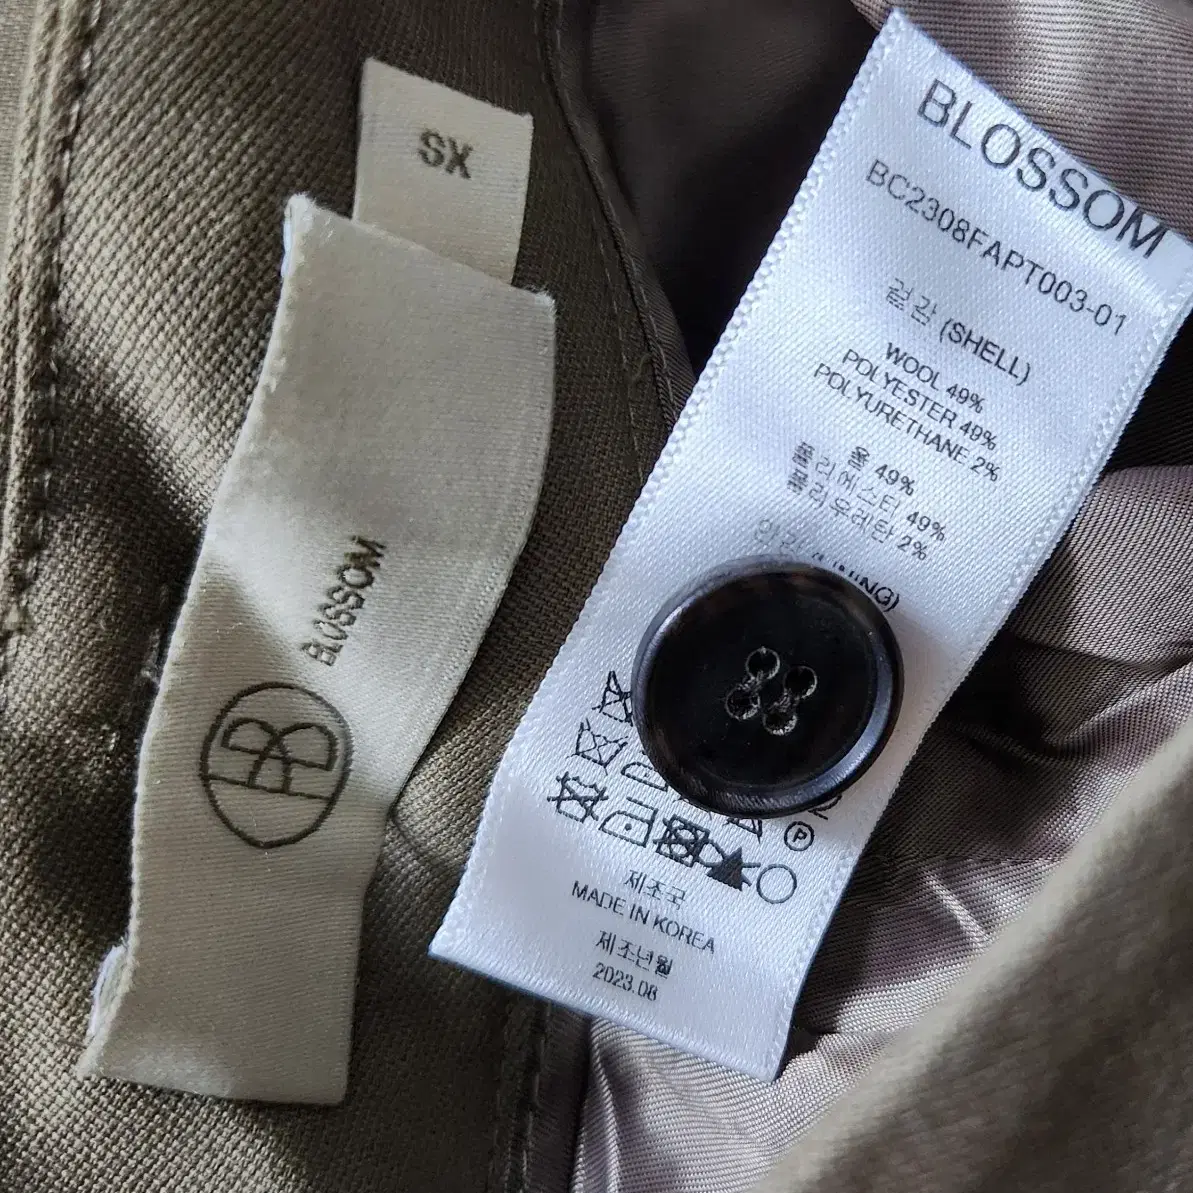 XS
BLOSSOM
BLOSSOM
BC2308FAPT003-01
겉감 (SHELL)
WOOL 49%
POLYESTER 49%
POLYURETHANE 2%
울 49%
폴리에스터 49%
폴리우레탄 2%
P
제조국
MADE IN KOREA
제조년월
2023.08